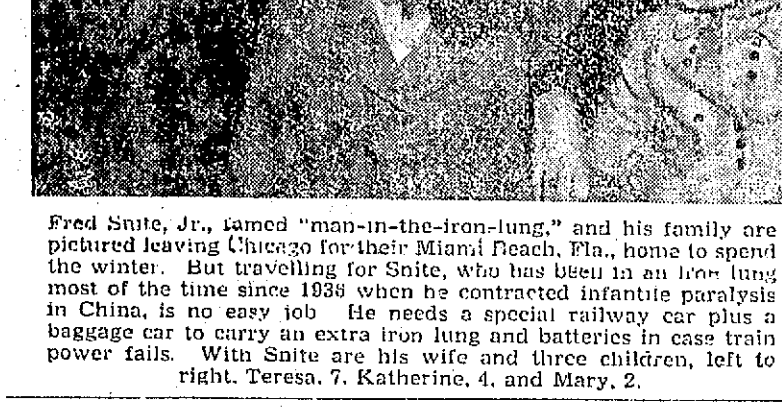 Fred Snite, Jr., famed "man-in-the-iron-lung," and his family are
pictured leaving Chicago for their Miami Beach, Fla., home to spend
the winter. But travelling for Snite, who has been in an iron lung
most of the time since 1936 when he contracted infantile paralysis
in China, is no easy job He needs a special railway car plus a
baggage car to carry an extra iron lung and batteries in case train
power fails. With Snite are his wife and three children, left to
right, Teresa, 7, Katherine, 4, and Mary, 2.